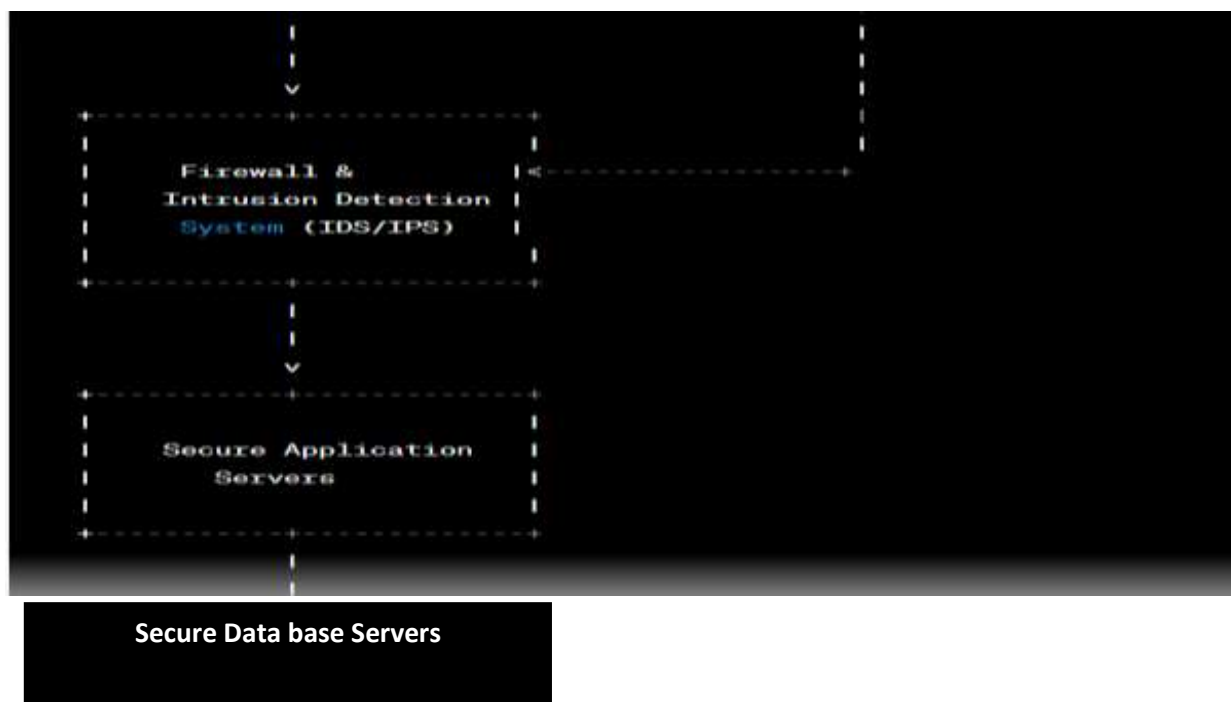 Firewall &
Intrusion Detection
System (IDS/IPS)
Secure Application
Servers
Secure Data base Servers